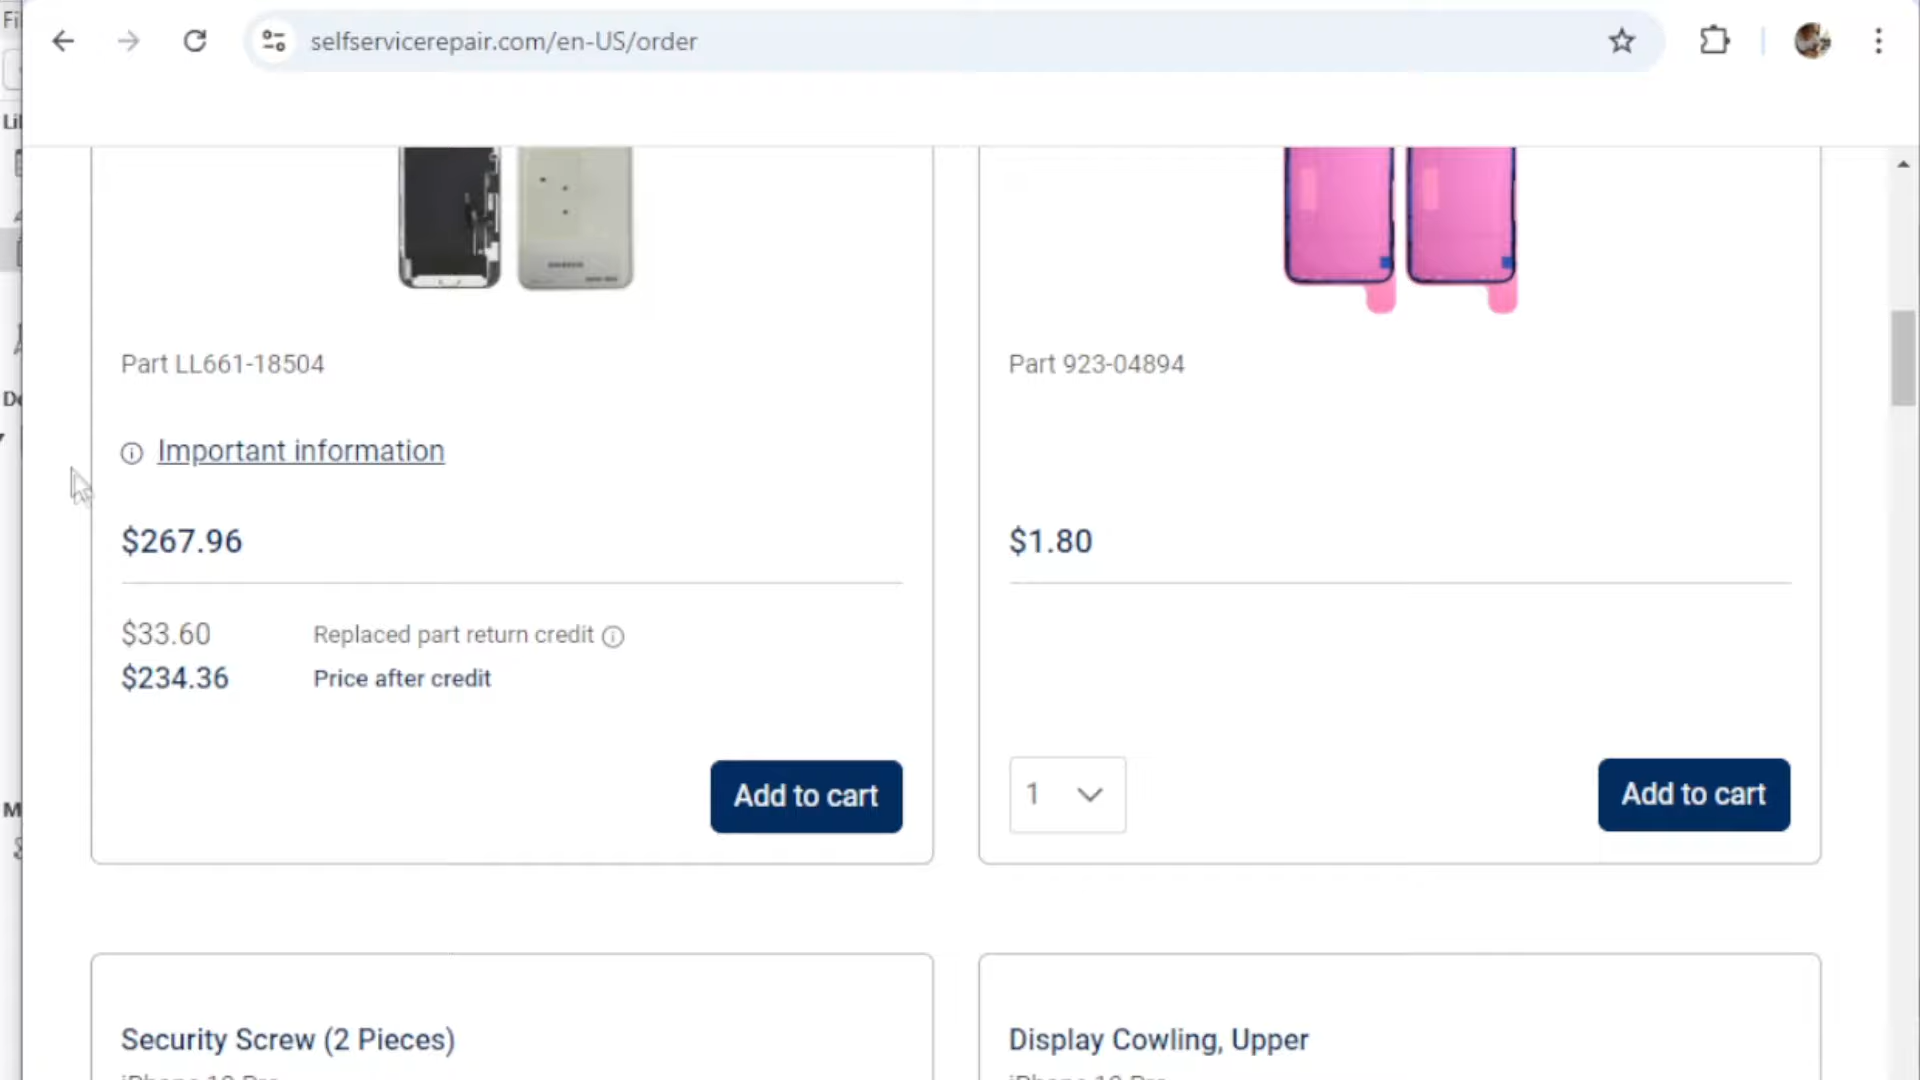 selfservicerepair.com/en-US/order
Part LL661-18504
Part 923-04894
Important information
$267.96
$1.80
$33.60 Replaced part return credit
$234.36 Price after credit
Add to cart
1
Add to cart
Security Screw (2 Pieces)
Display Cowling, Upper